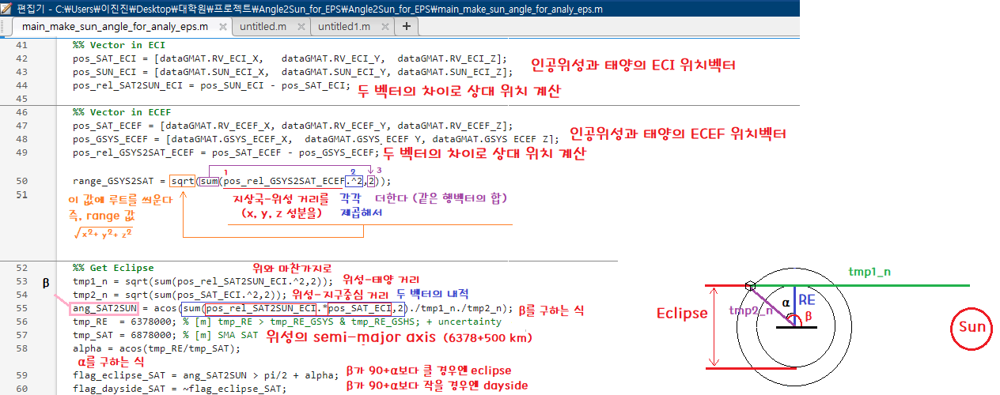 편집기 - C:₩Users₩이진진₩Desktop₩대학원₩프로젝트₩Angle2Sun_for_EPS₩Angle2Sun_for_EPS₩main_make_sun_angle_for_analy_eps.m
main_make_sun_angle_for_analy_eps.m × untitled.m × untitled1.m × +
41 %% Vector in ECI
42 pos_SAT_ECI = [dataGMAT.RV_ECI_X, dataGMAT.RV_ECI_Y, dataGMAT.RV_ECI_Z];
인공위성과 태양의 ECI 위치벡터
43 pos_SUN_ECI = [dataGMAT.SUN_ECI_X, dataGMAT.SUN_ECI_Y, dataGMAT.SUN_ECI_Z];
44 pos_rel_SAT2SUN_ECI = pos_SUN_ECI - pos_SAT_ECI; 두 벡터의 차이로 상대 위치 계산
45
46 %% Vector in ECEF
47 pos_SAT_ECEF = [dataGMAT.RV_ECEF_X, dataGMAT.RV_ECEF_Y, dataGMAT.RV_ECEF_Z];
인공위성과 태양의 ECEF 위치벡터
48 pos_GSYS_ECEF = [dataGMAT.GSYS_ECEF_X, dataGMAT.GSYS_ECEF_Y, dataGMAT.GSYS_ECEF_Z];
49 pos_rel_GSYS2SAT_ECEF = pos_SAT_ECEF - pos_GSYS_ECEF; 두 벡터의 차이로 상대 위치 계산
1 2 3
50 range_GSYS2SAT = sqrt(sum(pos_rel_GSYS2SAT_ECEF.^2,2));
51
이 값에 루트를 씌운다
즉, range 값
√x²+ y²+ z²
지상국-위성 거리를 각각 더한다 (같은 행벡터의 합)
(x, y, z 성분을) 제곱해서
52 %% Get Eclipse 위와 마찬가지로
53 β tmp1_n = sqrt(sum(pos_rel_SAT2SUN_ECI.^2,2)); 위성-태양 거리
54 tmp2_n = sqrt(sum(pos_SAT_ECI.^2,2)); 위성-지구중심 거리 두 벡터의 내적
55 ang_SAT2SUN = acos(sum(pos_rel_SAT2SUN_ECI.*pos_SAT_ECI,2)./tmp1_n./tmp2_n); β를 구하는 식
56 tmp_RE = 6378000; % [m] tmp_RE > tmp_RE_GSYS & tmp_RE_GSHS; + uncertainty
57 tmp_SAT = 6878000; % [m] SMA SAT 위성의 semi-major axis (6378+500 km)
58 alpha = acos(tmp_RE/tmp_SAT);
α를 구하는 식
59 flag_eclipse_SAT = ang_SAT2SUN > pi/2 + alpha; β가 90+α보다 클 경우엔 eclipse
60 flag_dayside_SAT = ~flag_eclipse_SAT; β가 90+α보다 작을 경우엔 dayside
tmp1_n
Eclipse
tmp2_n
α
RE
β
Sun